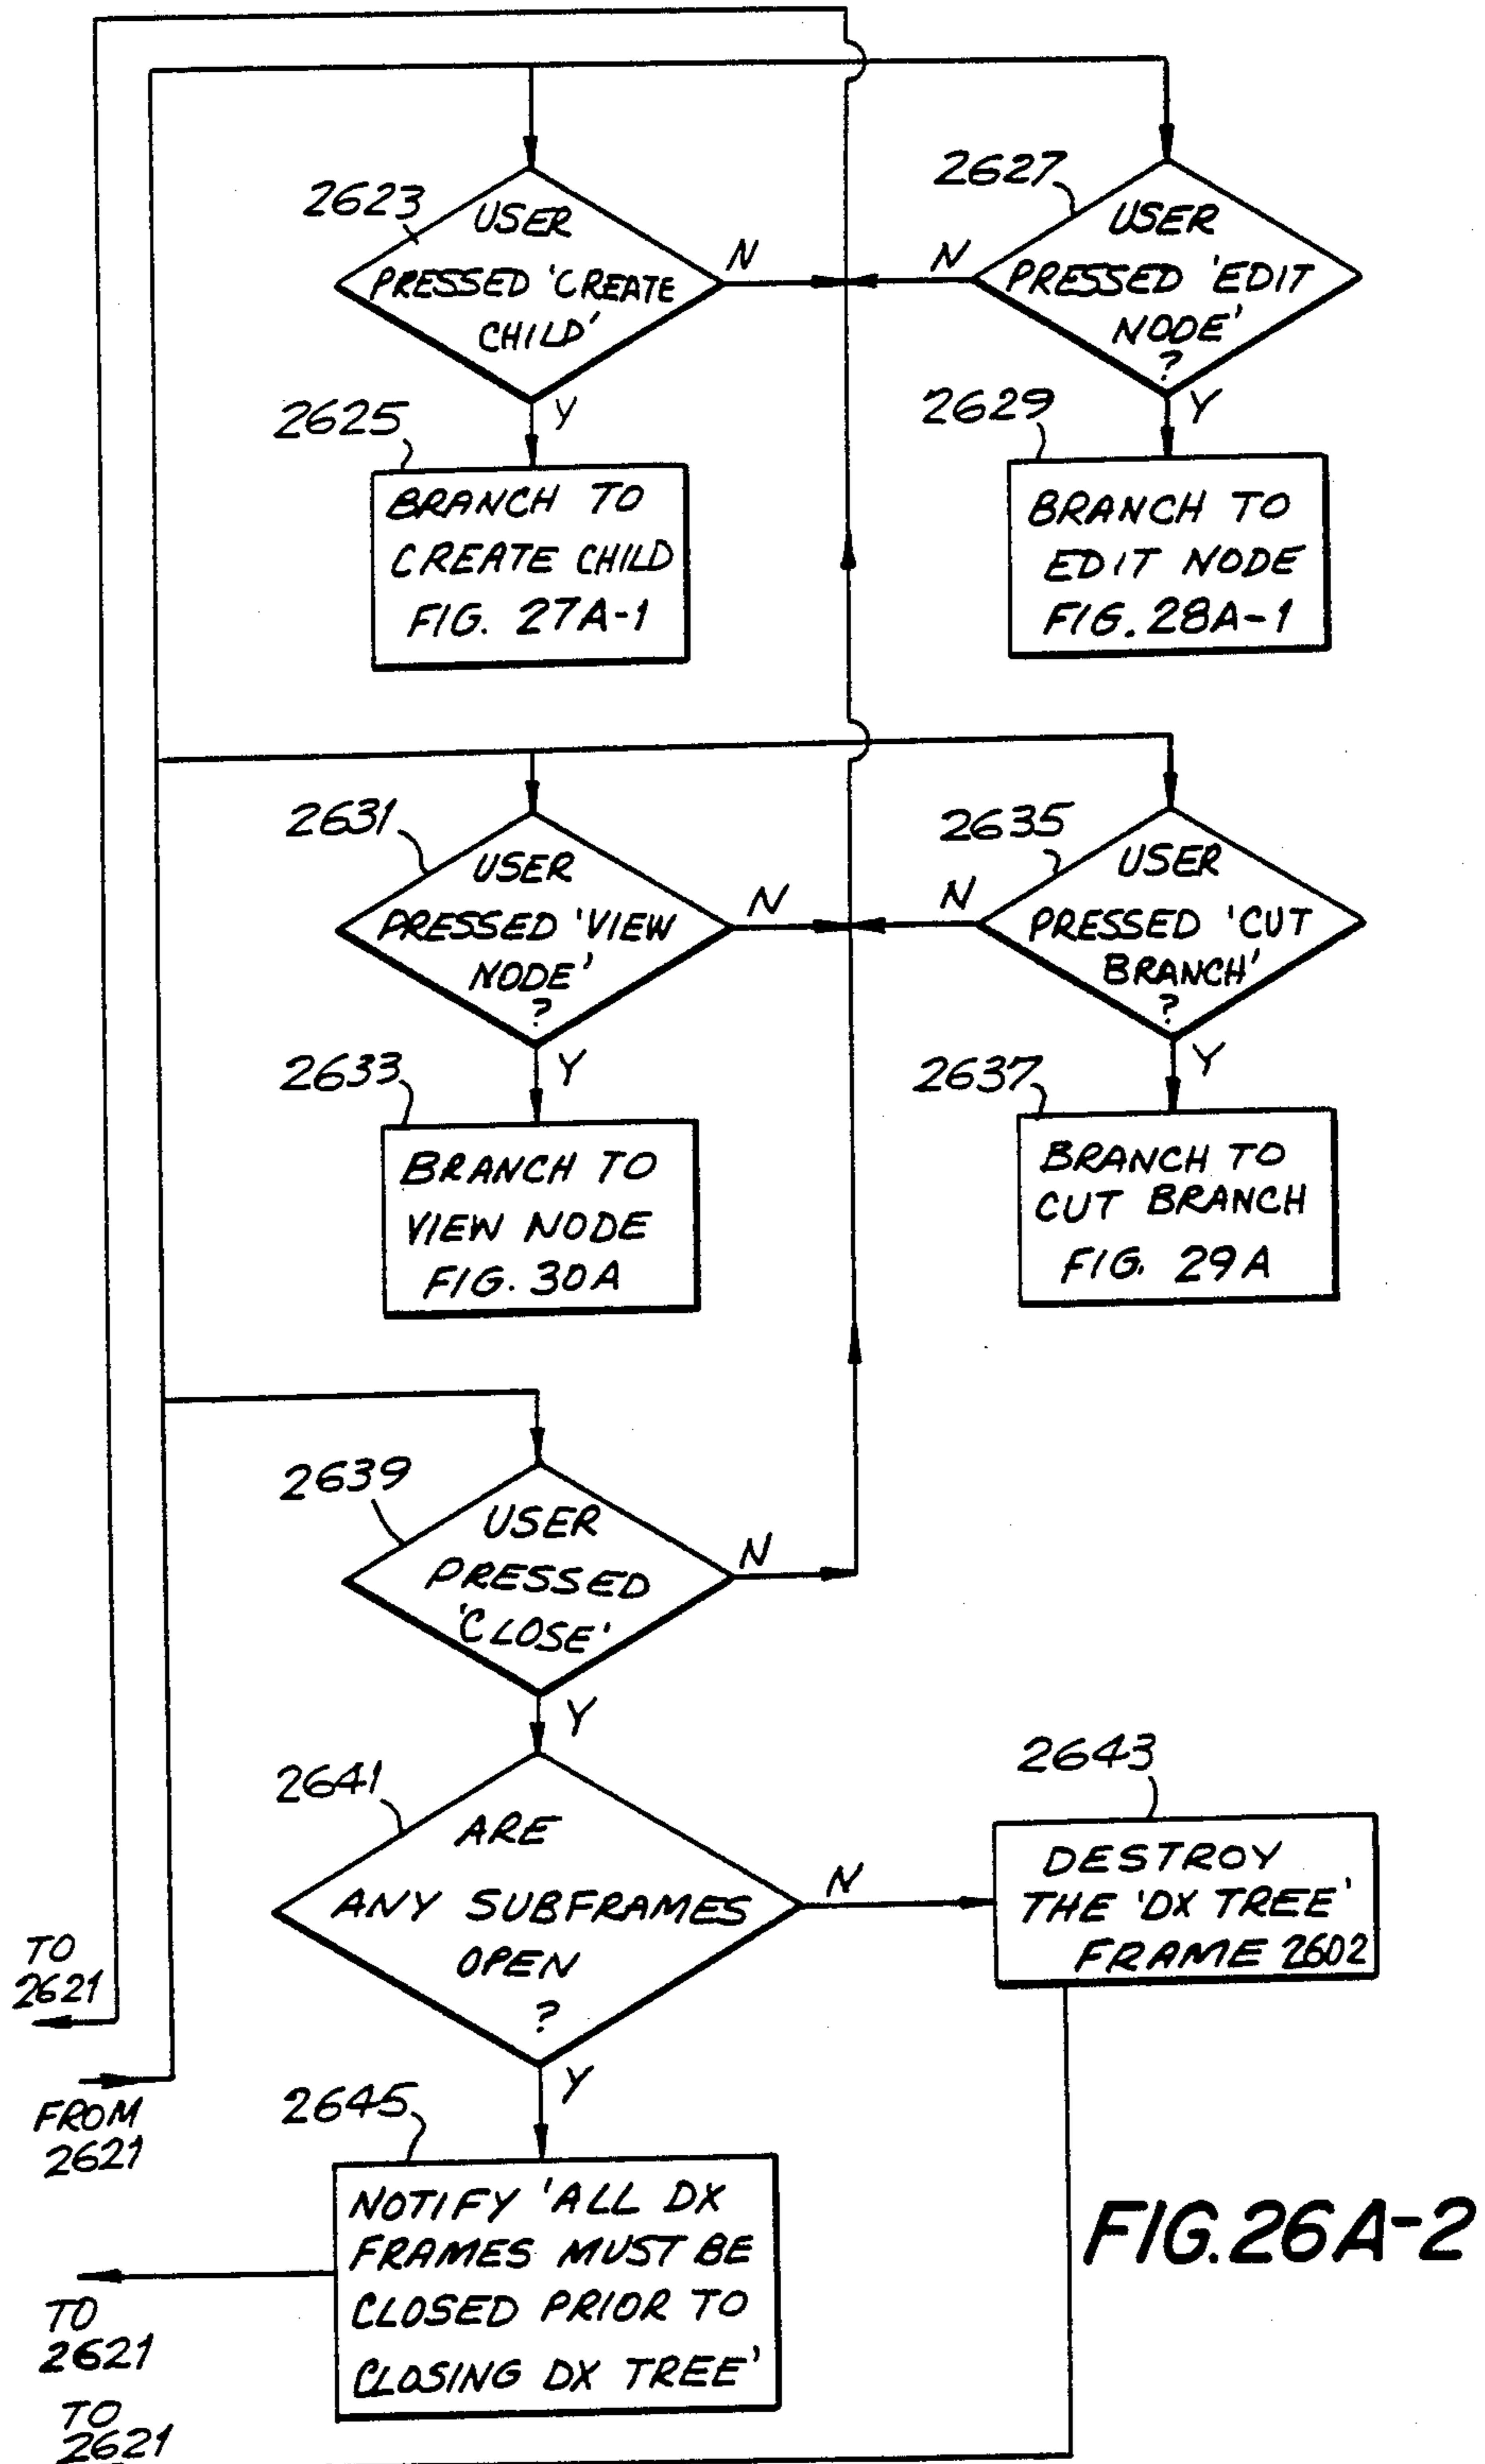 2623
USER
PRESSED 'CREATE
CHILD'
N
Y
2627
USER
PRESSED 'EDIT
NODE'
?
N
Y
2625
BRANCH TO
CREATE CHILD
FIG. 27A-1
2629
BRANCH TO
EDIT NODE
FIG. 28A-1
2631
USER
PRESSED 'VIEW
NODE'
?
N
Y
2635
USER
PRESSED 'CUT
BRANCH'
?
N
Y
2633
BRANCH TO
VIEW NODE
FIG. 30A
2637
BRANCH TO
CUT BRANCH
FIG. 29A
2639
USER
PRESSED
'CLOSE'
N
Y
2641
ARE
ANY SUBFRAMES
OPEN
?
N
Y
2643
DESTROY
THE 'DX TREE'
FRAME 2602
TO
2621
FROM
2621
2645
NOTIFY 'ALL DX
FRAMES MUST BE
CLOSED PRIOR TO
CLOSING DX TREE'
TO
2621
TO
2621
FIG.26A-2